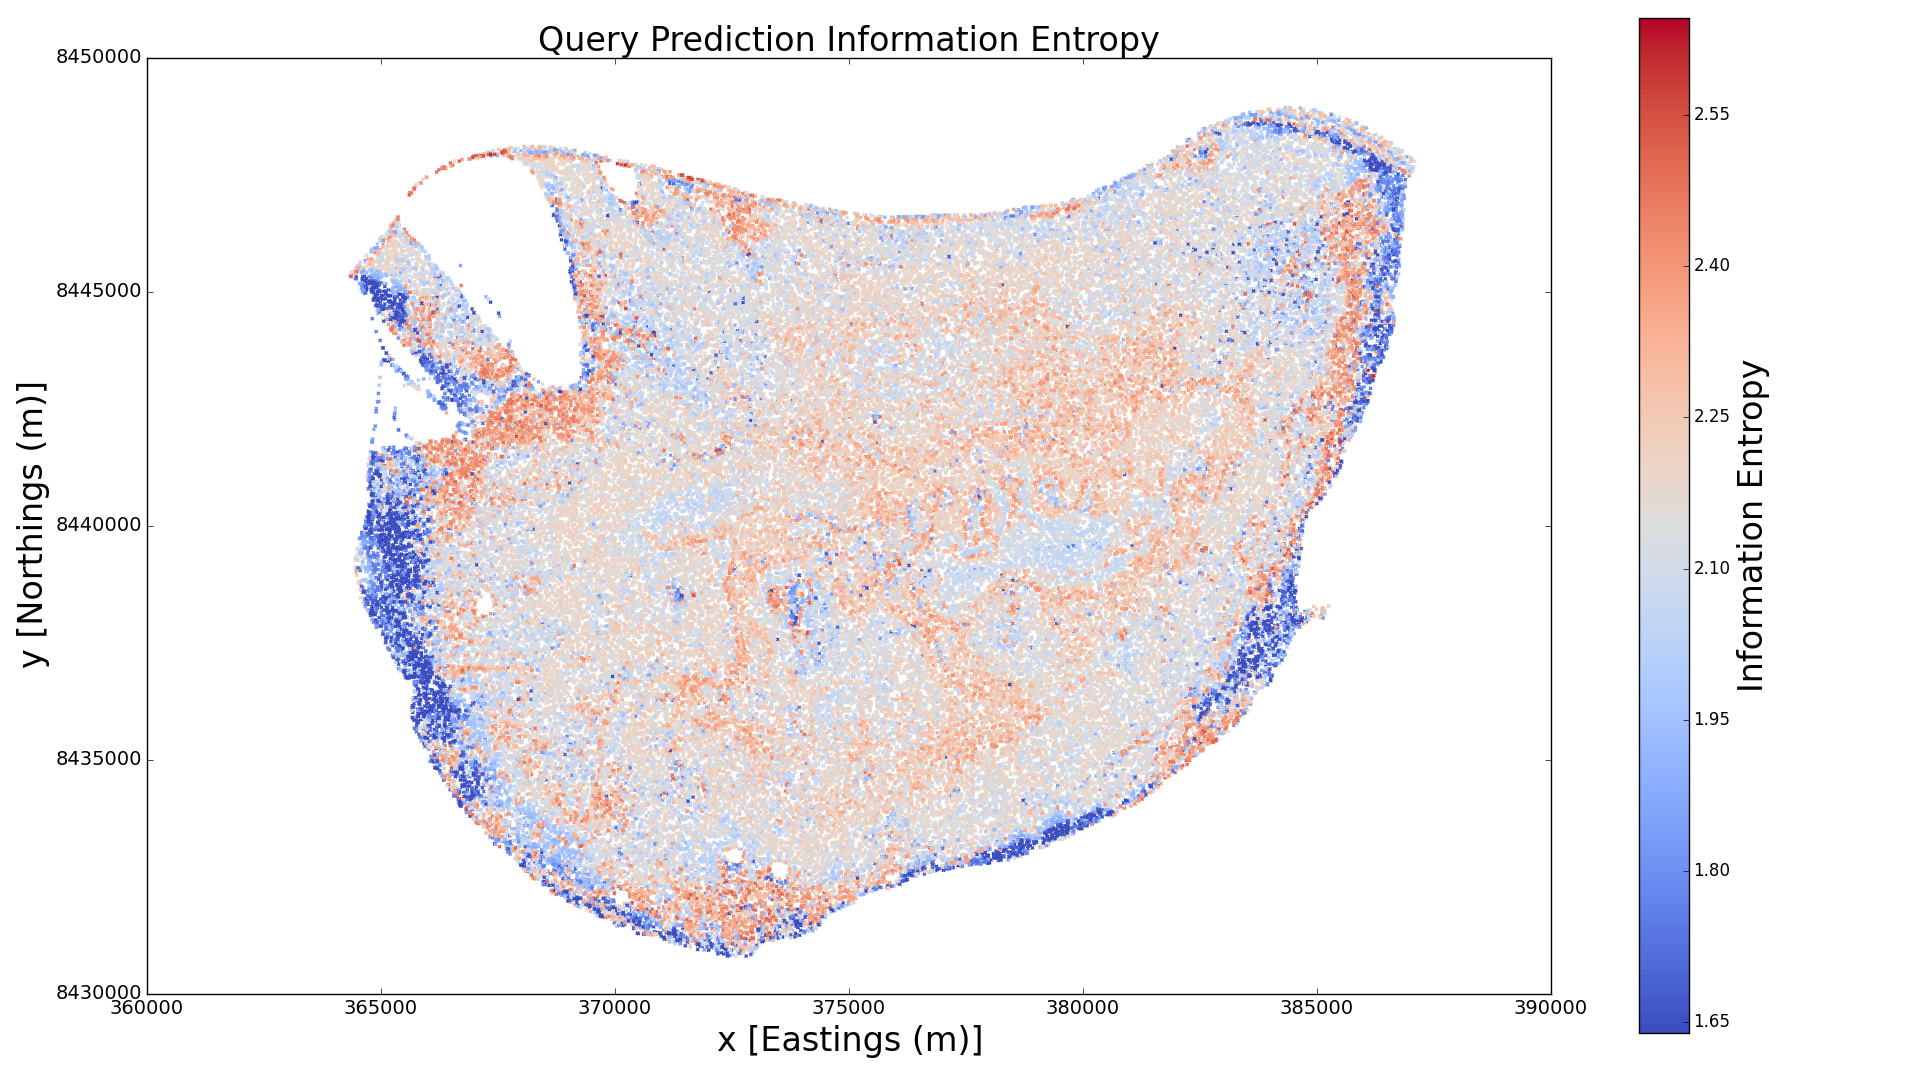 Query Prediction Information Entropy
8450000
8445000
8440000
8435000
8430000
y [Northings (m)]
360000 365000 370000 375000 380000 385000 390000
x [Eastings (m)]
2.55
2.40
2.25
2.10
1.95
1.80
1.65
Information Entropy